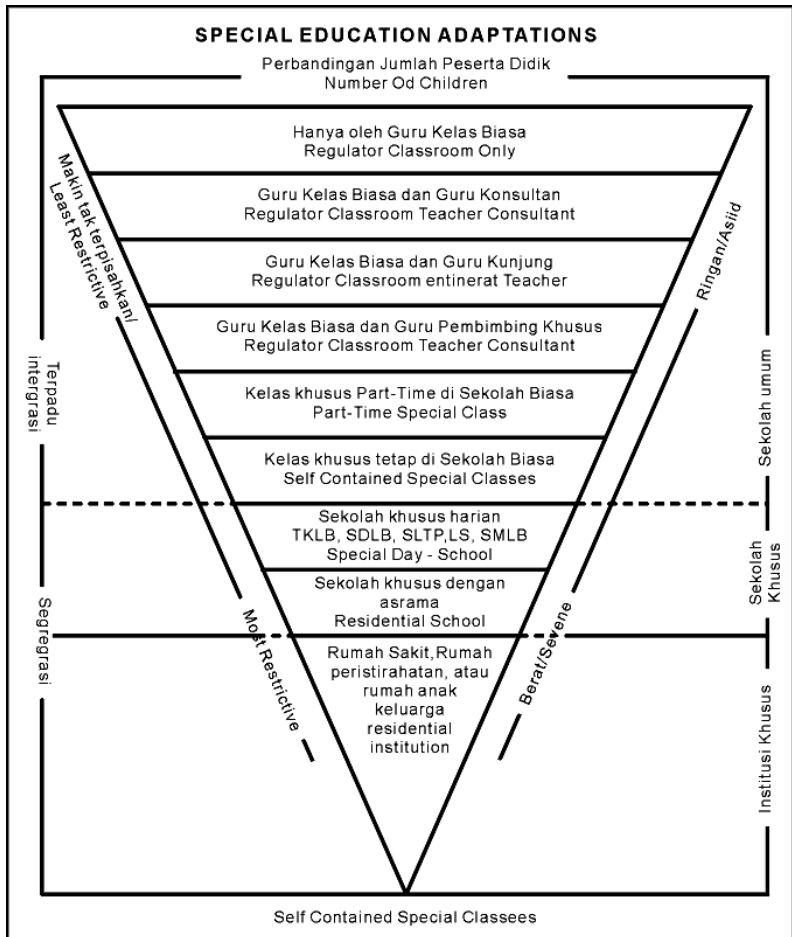 SPECIAL EDUCATION ADAPTATIONS
Perbandingan Jumlah Peserta Didik
Number Od Children
Hanya oleh Guru Kelas Biasa
Regulator Classroom Only
Guru Kelas Biasa dan Guru Konsultan
Regulator Classroom Teacher Consultant
Guru Kelas Biasa dan Guru Kunjung
Regulator Classroom entinerat Teacher
Guru Kelas Biasa dan Guru Pembimbing Khusus
Regulator Classroom Teacher Consultant
Kelas khusus Part-Time di Sekolah Biasa
Part-Time Special Class
Kelas khusus tetap di Sekolah Biasa
Self Contained Special Classes
Sekolah khusus harian
TKLB, SDLB, SLTP,LS, SMLB
Special Day - School
Sekolah khusus dengan
asrama
Residential School
Rumah Sakit,Rumah
peristirahatan, atau
rumah anak
keluarga
residential
institution
Makin tak terpisahkan/
Least Restrictive
Most Restrictive
Ringan/Asiid
Berat/Sevene
Terpadu
intergrasi
Segregrasi
Sekolah umum
Sekolah
Khusus
Institusi Khusus
Self Contained Special Classees